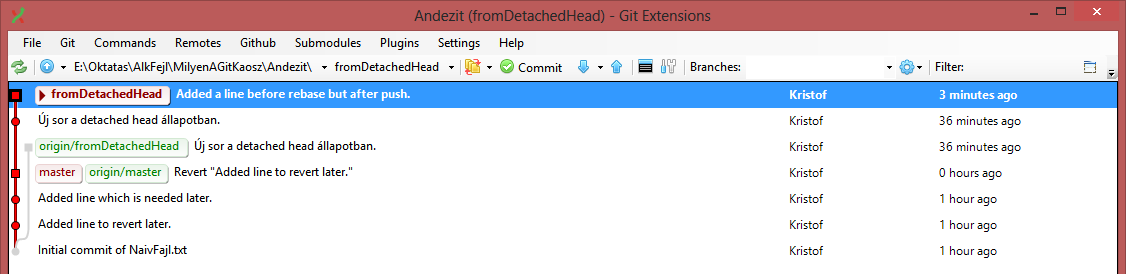 Andezit (fromDetachedHead) - Git Extensions
File Git Commands Remotes Github Submodules Plugins Settings Help
E:\Oktatas\AlkFejl\MilyenAGitKaosz\Andezit\ fromDetachedHead Commit Branches: Filter:
fromDetachedHead Added a line before rebase but after push. Kristof 3 minutes ago
Új sor a detached head állapotban. Kristof 36 minutes ago
origin/fromDetachedHead Új sor a detached head állapotban. Kristof 36 minutes ago
master origin/master Revert "Added line to revert later." Kristof 0 hours ago
Added line which is needed later. Kristof 1 hour ago
Added line to revert later. Kristof 1 hour ago
Initial commit of NaivFajl.txt Kristof 1 hour ago